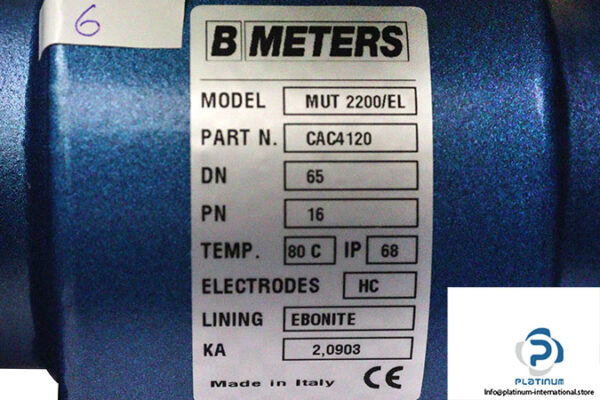 6
B METERS
MODEL MUT 2200/EL
PART N. CAC4120
DN 65
PN 16
TEMP. 80 C IP 68
ELECTRODES HC
LINING EBONITE
KA 2,0903
Made in Italy CE
PLATINUM
platinum-international.store